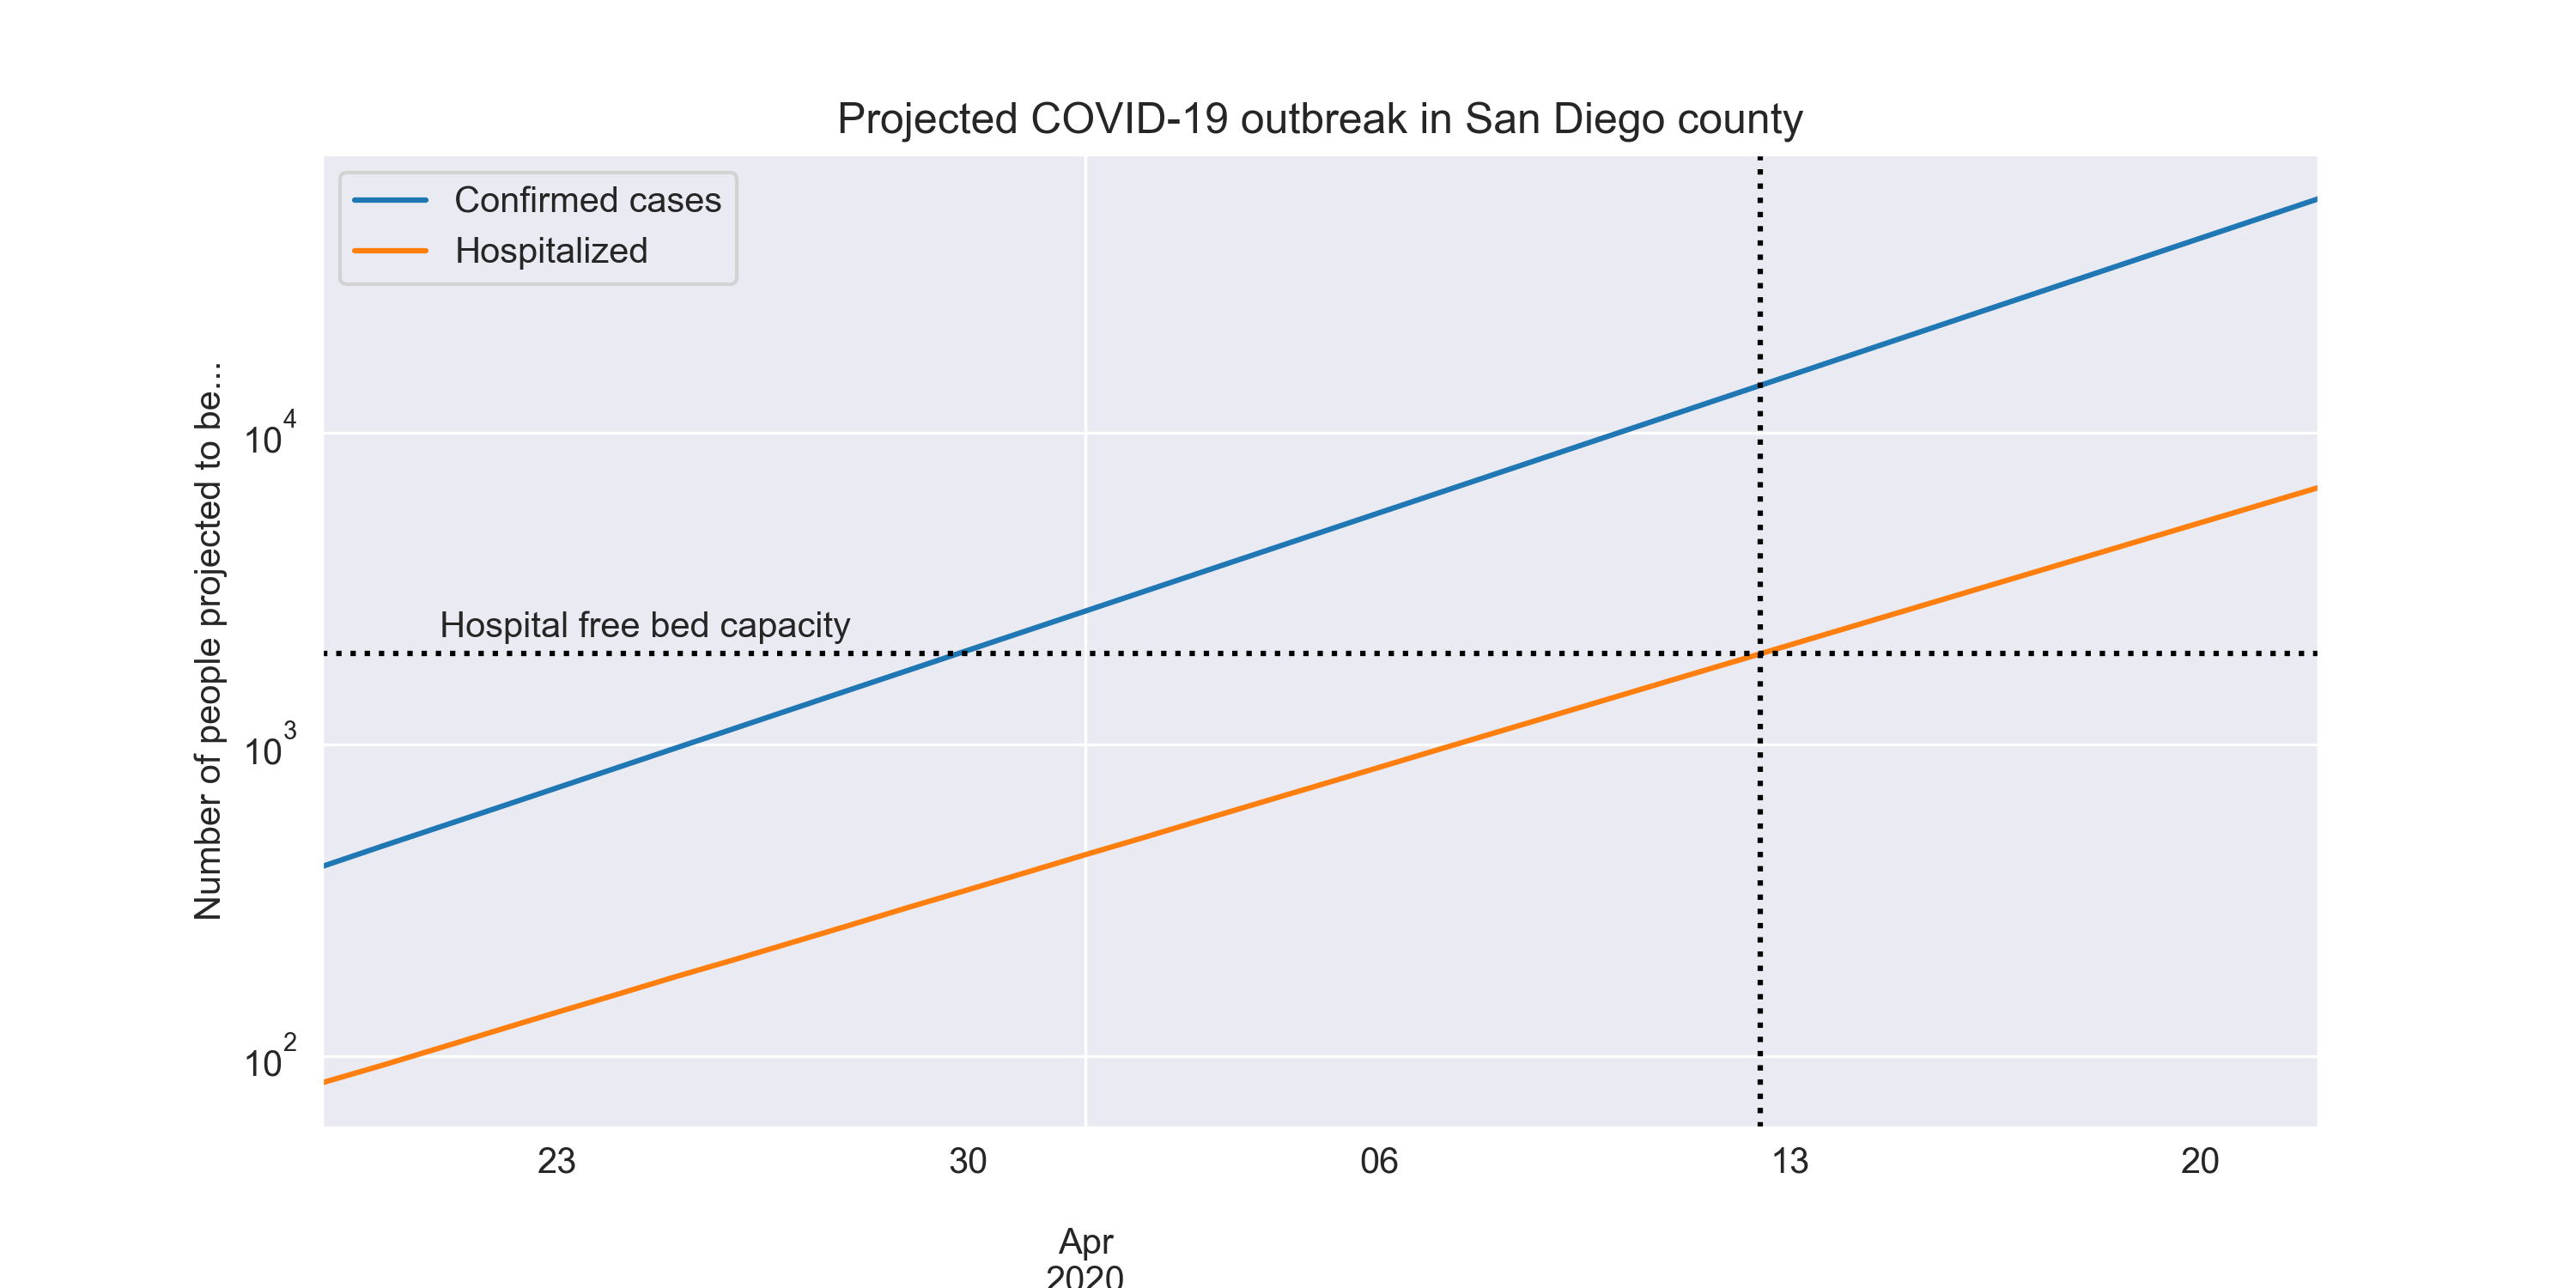 Projected COVID-19 outbreak in San Diego county
Confirmed cases
Hospitalized
Number of people projected to be...
10^4
Hospital free bed capacity
10^3
10^2
23 30 06 13 20
Apr
2020